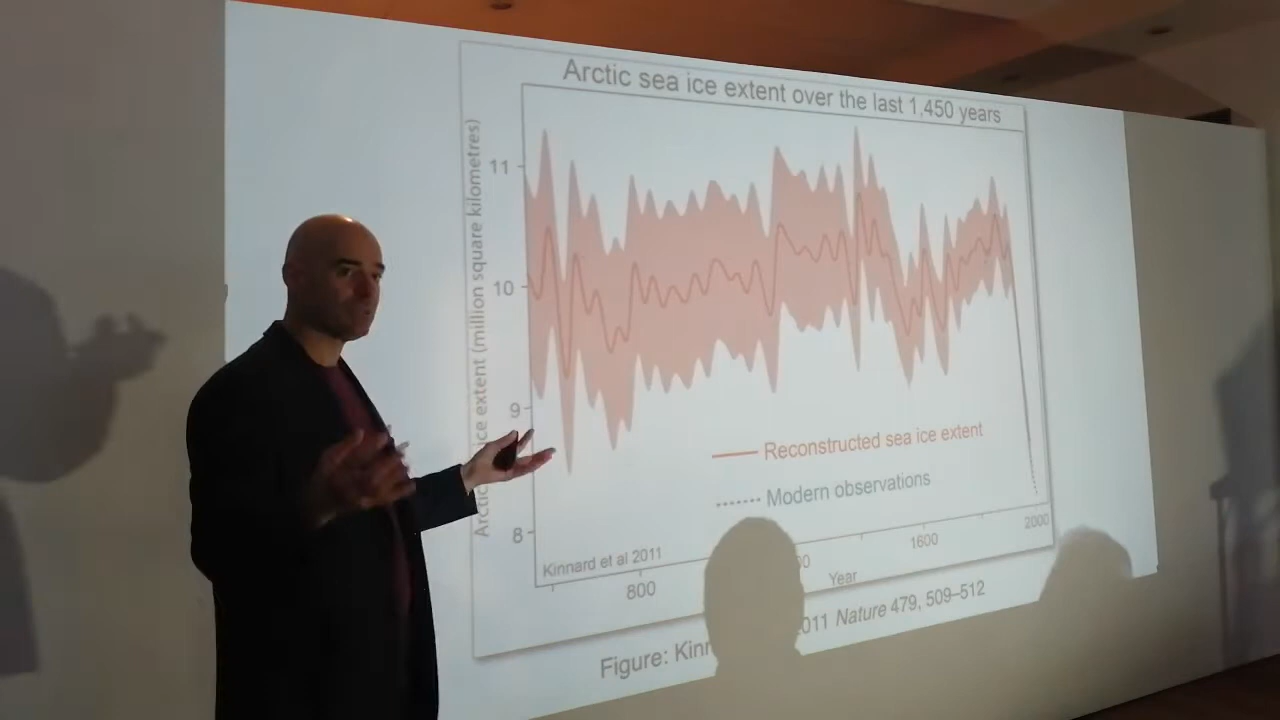 Arctic sea ice extent over the last 1,450 years
Arctic ice extent (million square kilometres)
11
10
9
8
Reconstructed sea ice extent
Modern observations
Kinnard et al 2011
800
1600
2000
Year
Figure: 2011 Nature 479, 509–512